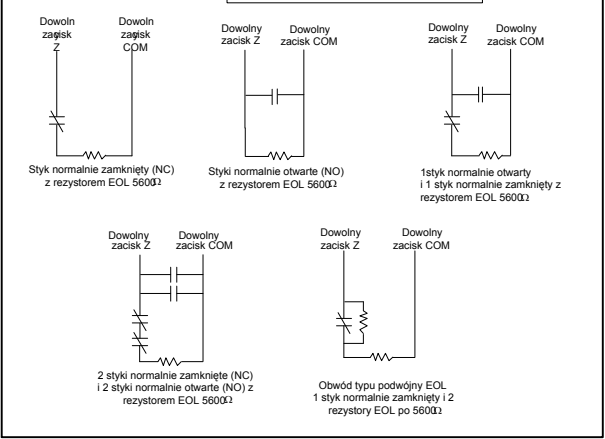 Dowoln
zacisk
Z
Dowoln
zacisk
COM
Styk normalnie zamknięty (NC)
z rezystorem EOL 5600Ω
Dowolny
zacisk Z
Dowolny
zacisk COM
Styki normalnie otwarte (NO)
z rezystorem EOL 5600Ω
Dowolny
zacisk Z
Dowolny
zacisk COM
1styk normalnie otwarty
i 1 styk normalnie zamknięty z
rezystorem EOL 5600Ω
Dowolny
zacisk Z
Dowolny
zacisk COM
2 styki normalnie zamknięte (NC)
i 2 styki normalnie otwarte (NO) z
rezystorem EOL 5600Ω
Dowolny
zacisk Z
Dowolny
zacisk COM
Obwód typu podwójny EOL
1 styk normalnie zamknięty i 2
rezystory EOL po 5600Ω